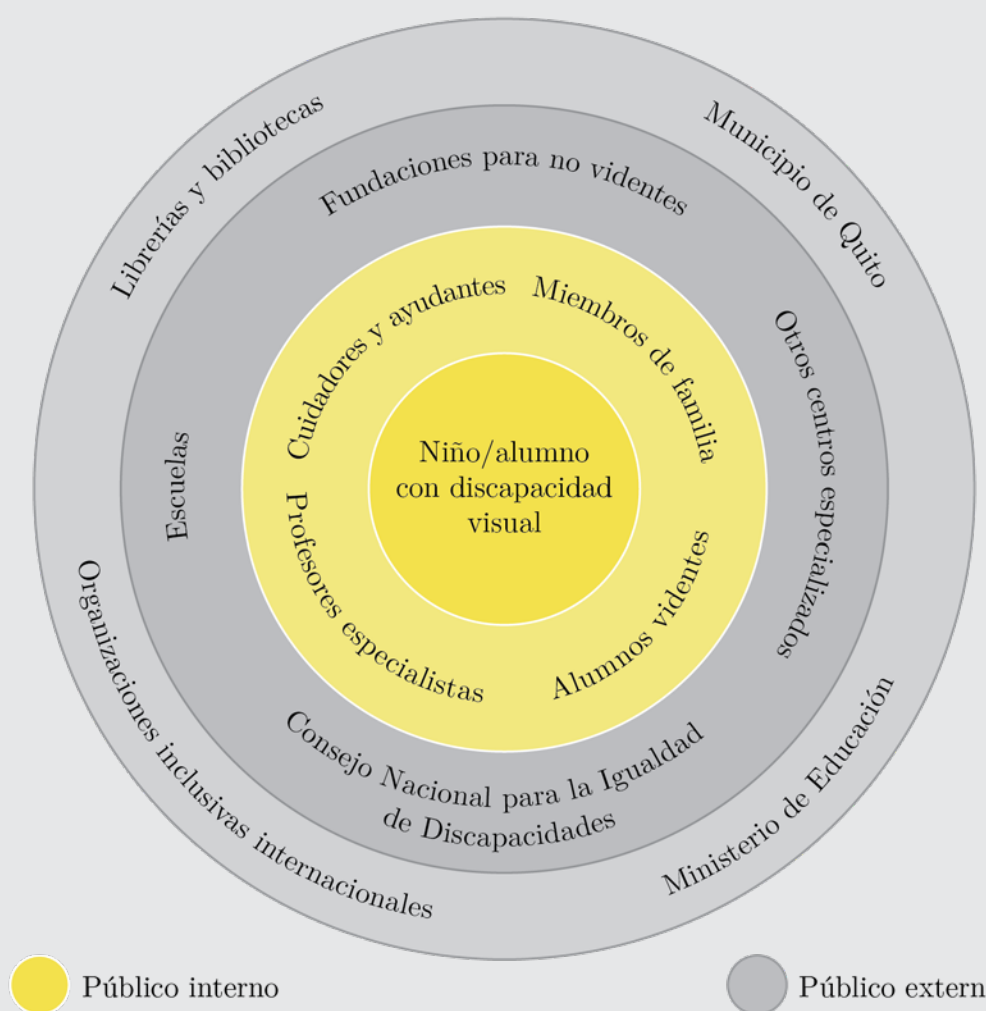 Librerías y bibliotecas
Municipio de Quito
Fundaciones para no videntes
Cuidadores y ayudantes
Miembros de familia
Otros centros especializados
Escuelas
Niño/alumno
con discapacidad
visual
Profesores especialistas
Alumnos videntes
Organizaciones inclusivas internacionales
Consejo Nacional para la Igualdad
de Discapacidades
Ministerio de Educación
Público interno
Público extern